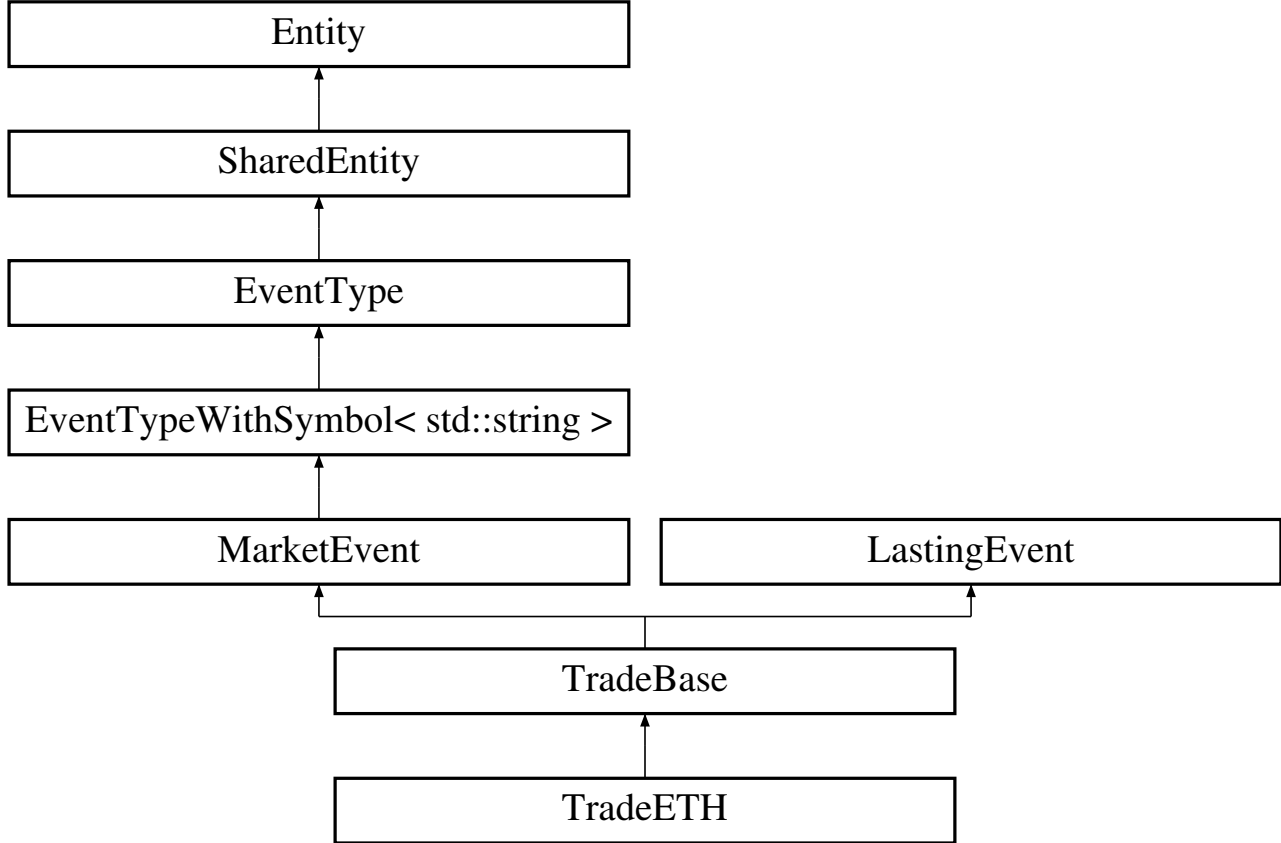 Entity
SharedEntity
EventType
EventTypeWithSymbol< std::string >
MarketEvent
LastingEvent
TradeBase
TradeETH